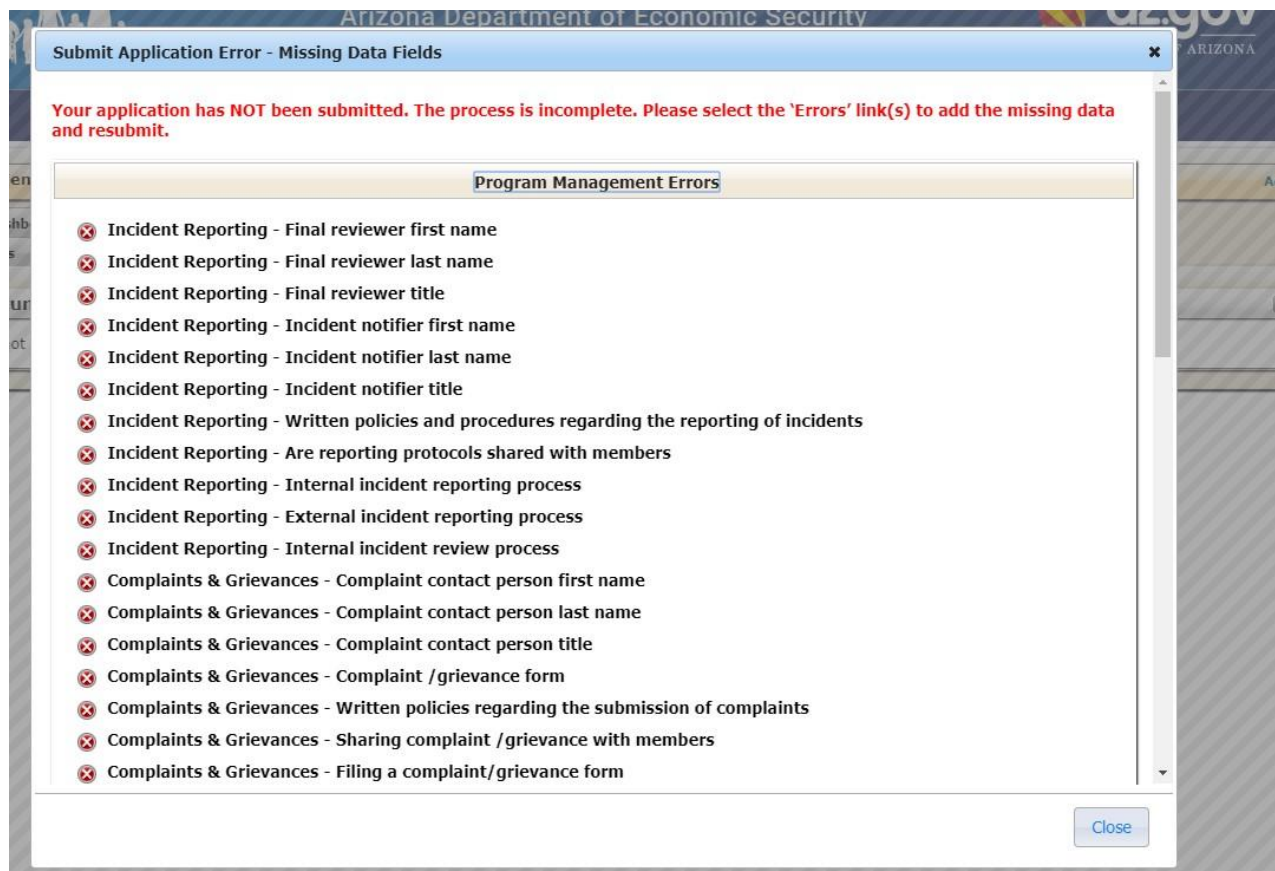 Arizona Department of Economic Security
az.gov
ARIZONA
Submit Application Error - Missing Data Fields
Your application has NOT been submitted. The process is incomplete. Please select the ‘Errors’ link(s) to add the missing data
and resubmit.
Program Management Errors
Incident Reporting - Final reviewer first name
Incident Reporting - Final reviewer last name
Incident Reporting - Final reviewer title
Incident Reporting - Incident notifier first name
Incident Reporting - Incident notifier last name
Incident Reporting - Incident notifier title
Incident Reporting - Written policies and procedures regarding the reporting of incidents
Incident Reporting - Are reporting protocols shared with members
Incident Reporting - Internal incident reporting process
Incident Reporting - External incident reporting process
Incident Reporting - Internal incident review process
Complaints & Grievances - Complaint contact person first name
Complaints & Grievances - Complaint contact person last name
Complaints & Grievances - Complaint contact person title
Complaints & Grievances - Complaint /grievance form
Complaints & Grievances - Written policies regarding the submission of complaints
Complaints & Grievances - Sharing complaint /grievance with members
Complaints & Grievances - Filing a complaint/grievance form
Close